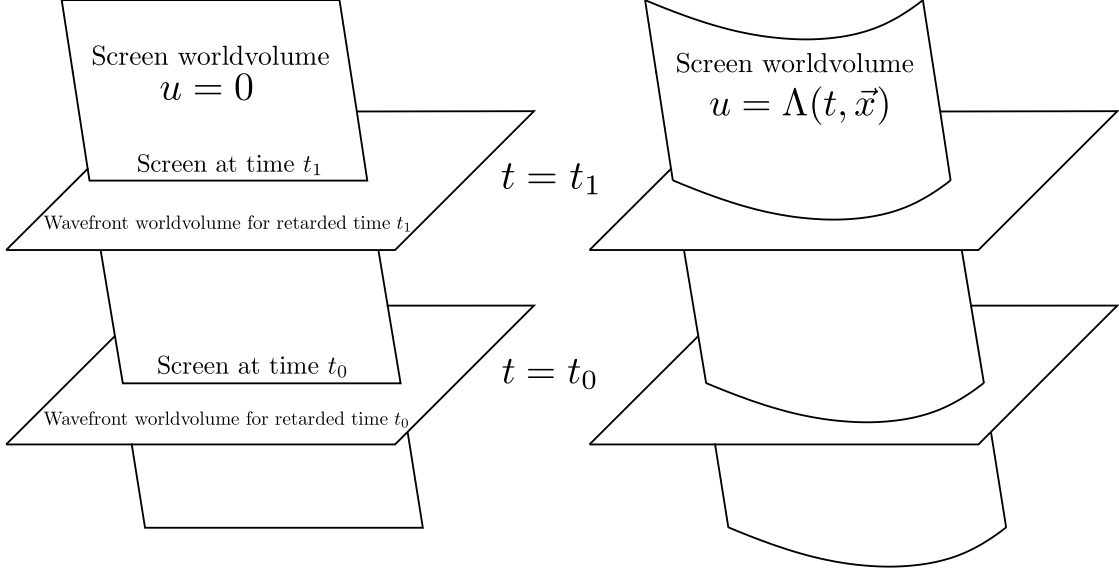 Screen worldvolume
u = 0
Screen at time t₁
Wavefront worldvolume for retarded time t₁
Screen at time t₀
Wavefront worldvolume for retarded time t₀
t = t₁
t = t₀
Screen worldvolume
u = Λ(t, x⃗)